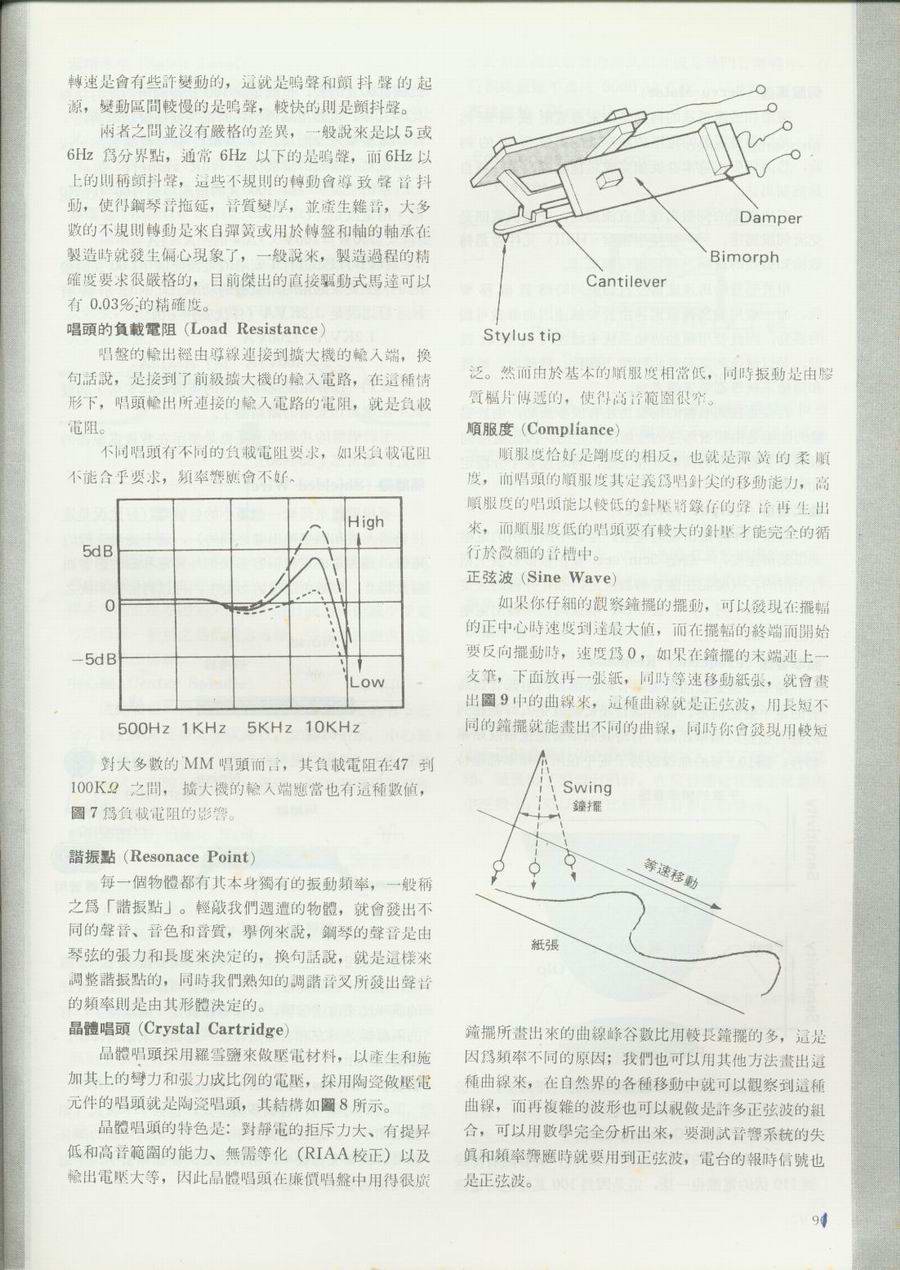 轉速是會有些許變動的，這就是嗚聲和顫抖聲的起
源，變動區間較慢的是嗚聲，較快的則是顫抖聲。
兩者之間並沒有嚴格的差異，一般說來是以5或
6Hz 爲分界點，通常 6Hz 以下的是嗚聲，而6Hz以
上的則稱顫抖聲，這些不規則的轉動會導致聲音抖
動，使得鋼琴音拖延，音質變厚，並產生雜音，大多
數的不規則轉動是來自彈簧或用於轉盤和軸的軸承在
製造時就發生偏心現象了，一般說來，製造過程的精
確度要求很嚴格的，目前傑出的直接驅動式馬達可以
有 0.03%的精確度。
唱頭的負載電阻 (Load Resistance)
唱盤的輸出經由導線連接到擴大機的輸入端，換
句話說，是接到了前級擴大機的輸入電路，在這種情
形下，唱頭輸出所連接的輸入電路的電阻，就是負載
電阻。
不同唱頭有不同的負載電阻要求，如果負載電阻
不能合乎要求，頻率響應會不好。
High
5dB
0
−5dB
Low
500Hz 1KHz 5KHz 10KHz
對大多數的 MM 唱頭而言，其負載電阻在47 到
100KΩ 之間，擴大機的輸入端應當也有這種數値，
圖 7 爲負載電阻的影響。
諧振點 (Resonace Point)
每一個物體都有其本身獨有的振動頻率，一般稱
之爲「諧振點」。輕敲我們週遭的物體，就會發出不
同的聲音、音色和音質，舉例來說，鋼琴的聲音是由
琴弦的張力和長度來決定的，換句話說，就是這樣來
調整諧振點的，同時我們熟知的調諧音叉所發出聲音
的頻率則是由其形體決定的。
晶體唱頭 (Crystal Cartridge)
晶體唱頭採用羅雪鹽來做壓電材料，以產生和施
加其上的彎力和張力成比例的電壓，採用陶瓷做壓電
元件的唱頭就是陶瓷唱頭，其結構如圖8所示。
晶體唱頭的特色是：對靜電的拒斥力大、有提昇
低和高音範圍的能力、無需等化 (RIAA校正) 以及
輸出電壓大等，因此晶體唱頭在廉價唱盤中用得很廣
Damper
Bimorph
Cantilever
Stylus tip
泛。然而由於基本的順服度相當低，同時振動是由膠
質樞片傳遞的，使得高音範圍很窄。
順服度 (Compliance)
順服度恰好是剛度的相反，也就是彈簧的柔順
度，而唱頭的順服度其定義爲唱針尖的移動能力，高
順服度的唱頭能以較低的針壓將錄存的聲音再生出
來，而順服度低的唱頭要有較大的針壓才能完全的循
行於微細的音槽中。
正弦波 (Sine Wave)
如果你仔細的觀察鐘擺的擺動，可以發現在擺幅
的正中心時速度到達最大値，而在擺幅的終端而開始
要反向擺動時，速度爲0，如果在鐘擺的末端連上一
支筆，下面放再一張紙，同時等速移動紙張，就會畫
出圖9中的曲線來，這種曲線就是正弦波，用長短不
同的鐘擺就能畫出不同的曲線，同時你會發現用較短
Swing
鐘擺
等速移動
紙張
鐘擺所畫出來的曲線峰谷數比用較長鐘擺的多，這是
因爲頻率不同的原因；我們也可以用其他方法畫出這
種曲線來，在自然界的各種移動中就可以觀察到這種
曲線，而再複雜的波形也可以視做是許多正弦波的組
合，可以用數學完全分析出來，要測試音響系統的失
眞和頻率響應時就要用到正弦波，電台的報時信號也
是正弦波。